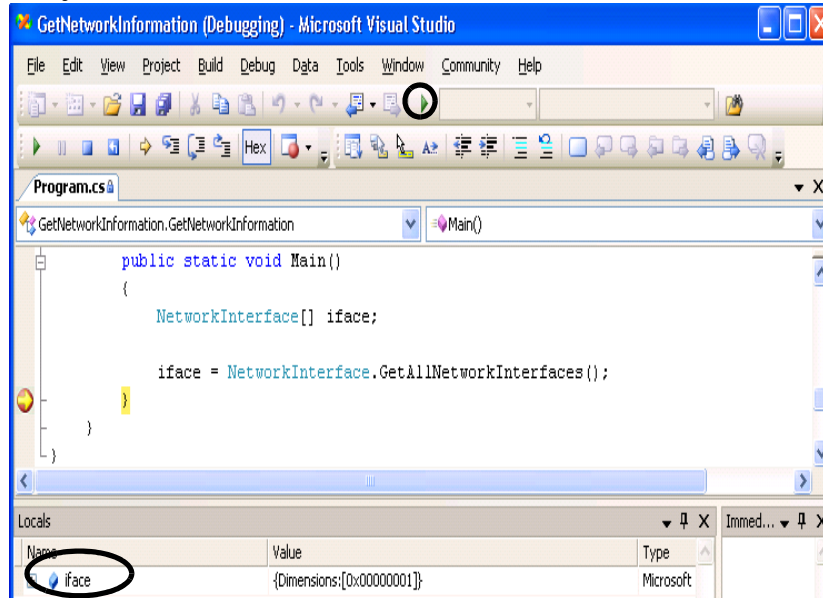 GetNetworkInformation (Debugging) - Microsoft Visual Studio
File Edit View Project Build Debug Data Tools Window Community Help
Hex
Program.cs
GetNetworkInformation.GetNetworkInformation Main()
public static void Main()
{
NetworkInterface[] iface;
iface = NetworkInterface.GetAllNetworkInterfaces();
}
}
}
Locals Immed...
Name Value Type
iface {Dimensions:[0x00000001]} Microsoft